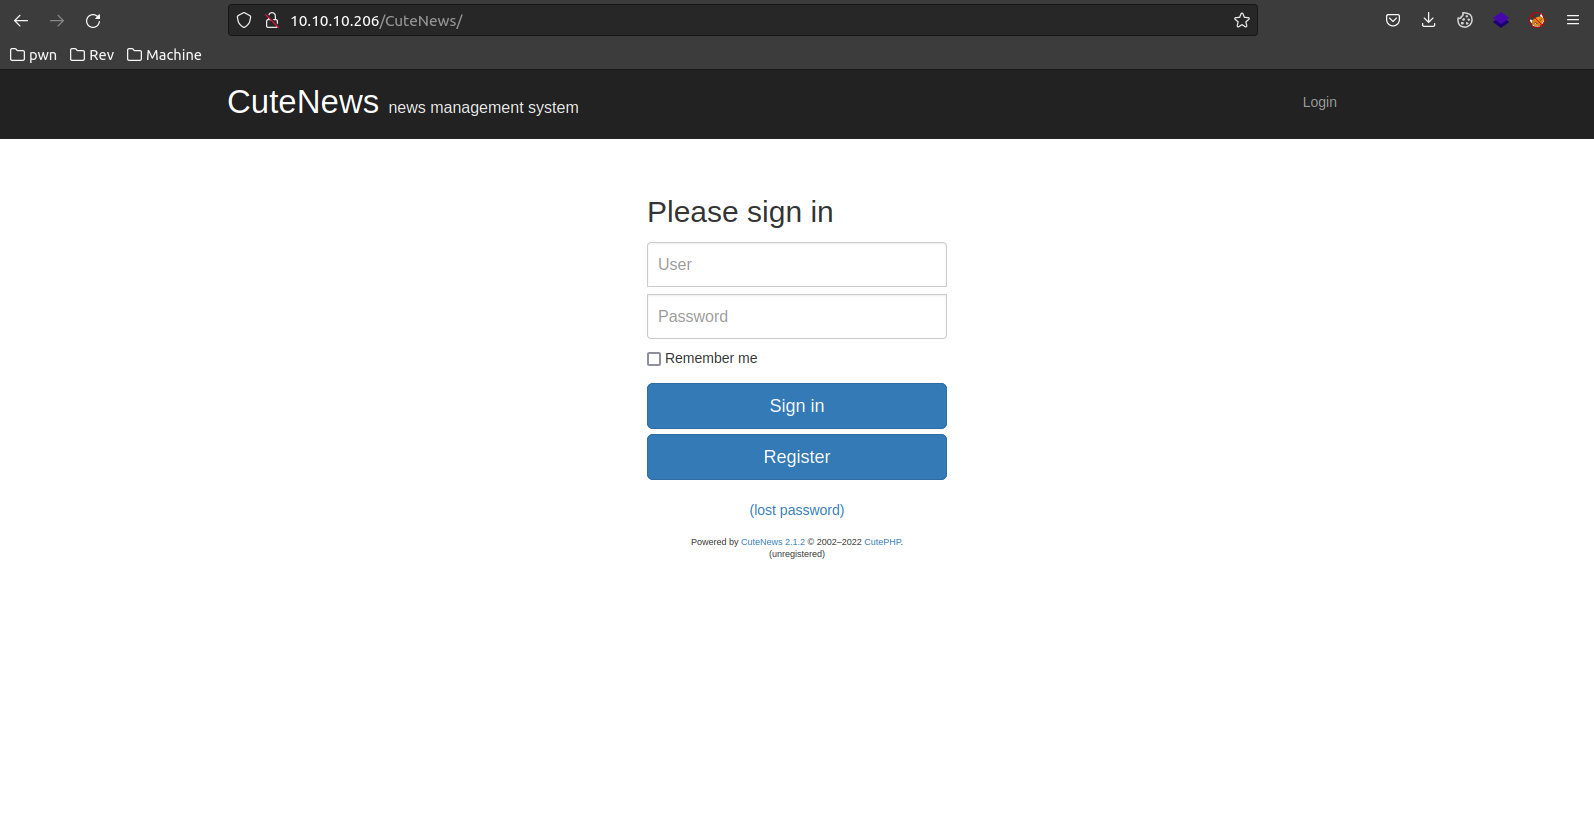 10.10.10.206/CuteNews/
pwn Rev Machine
CuteNews news management system Login
Please sign in
User
Password
Remember me
Sign in
Register
(lost password)
Powered by CuteNews 2.1.2 © 2002–2022 CutePHP.
(unregistered)